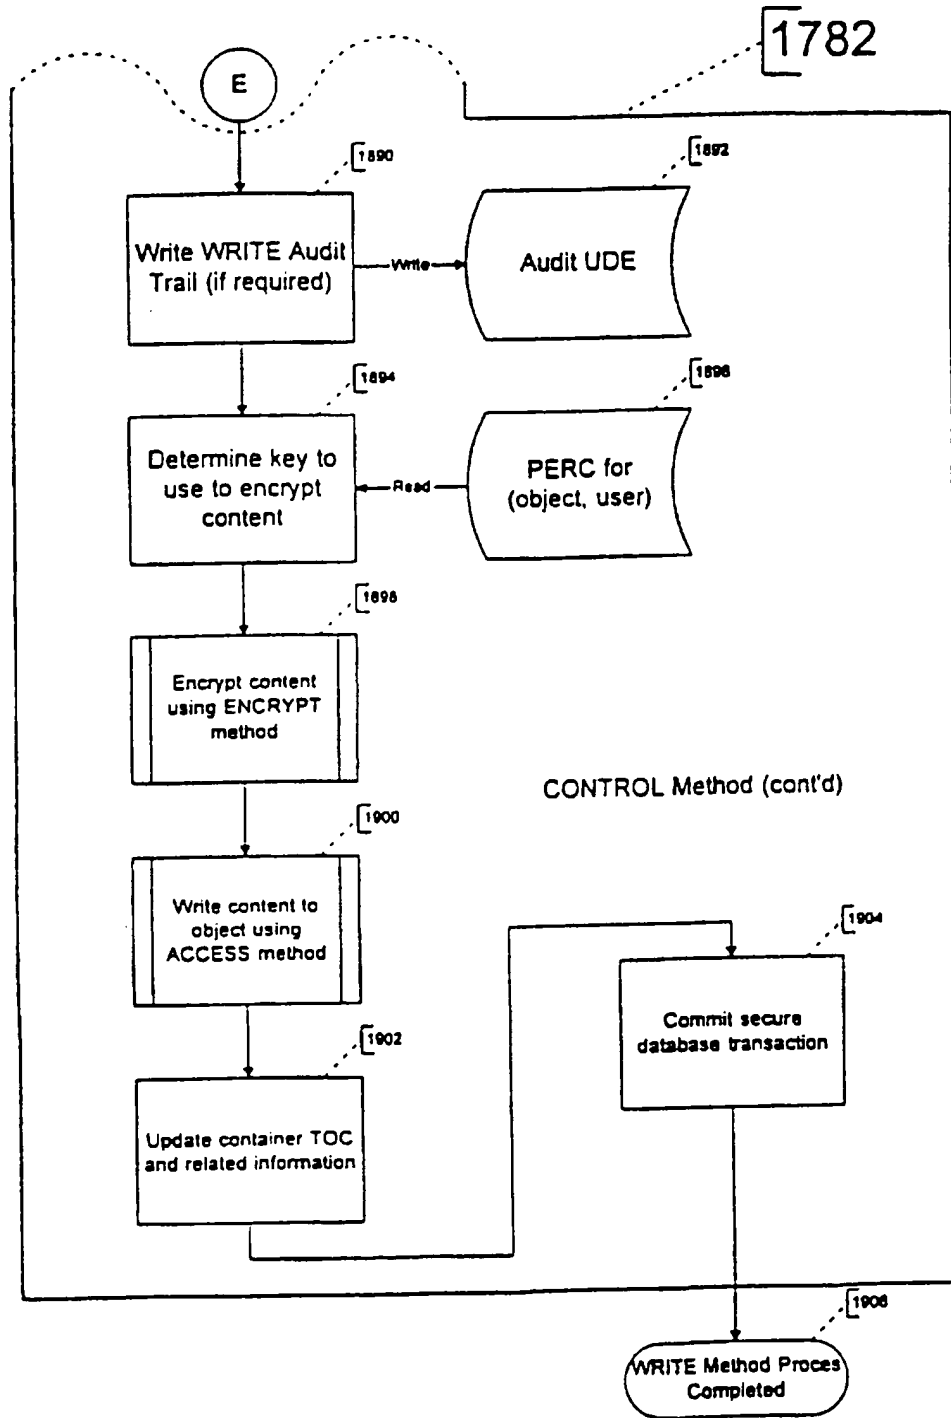 1782
E
1890
Write WRITE Audit
Trail (if required)
Write
1892
Audit UDE
1894
Determine key to
use to encrypt
content
Read
1896
PERC for
(object, user)
1898
Encrypt content
using ENCRYPT
method
CONTROL Method (cont'd)
1900
Write content to
object using
ACCESS method
1902
Update container TOC
and related information
1904
Commit secure
database transaction
1906
WRITE Method Proces
Completed